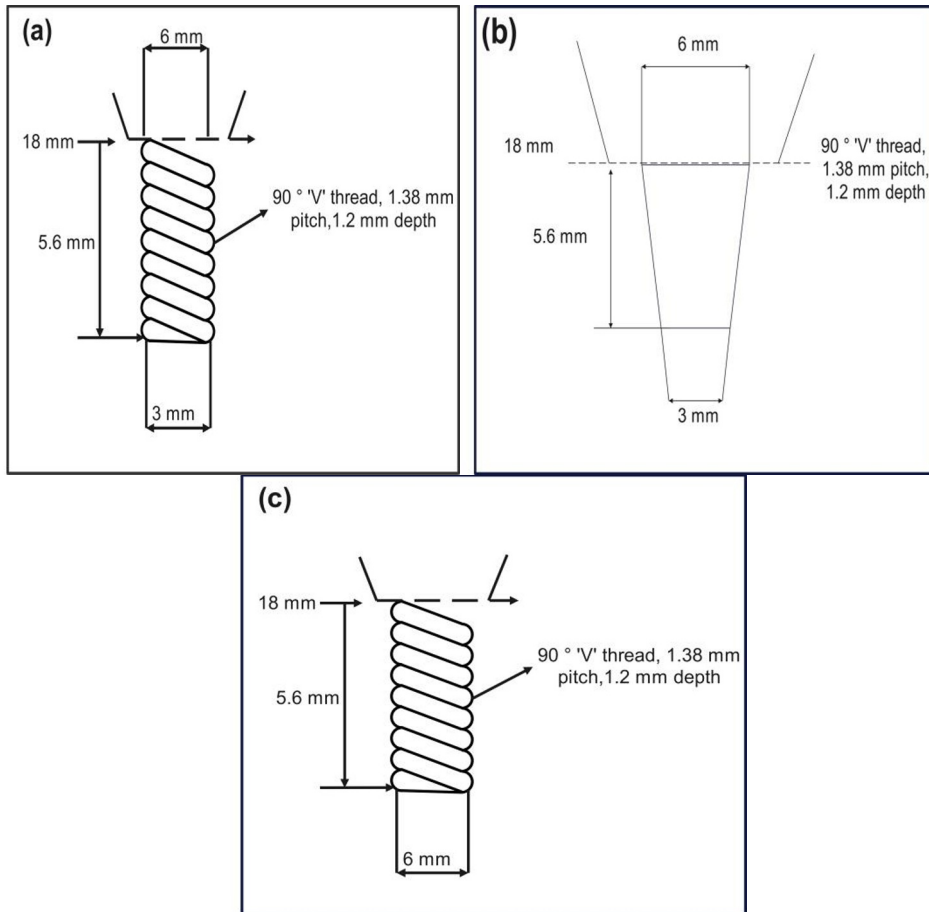 (a)
6 mm
18 mm
90 ° 'V' thread, 1.38 mm
pitch,1.2 mm depth
5.6 mm
3 mm
(b)
6 mm
18 mm
90 ° 'V' thread,
1.38 mm pitch,
1.2 mm depth
5.6 mm
3 mm
(c)
18 mm
90 ° 'V' thread, 1.38 mm
pitch,1.2 mm depth
5.6 mm
6 mm